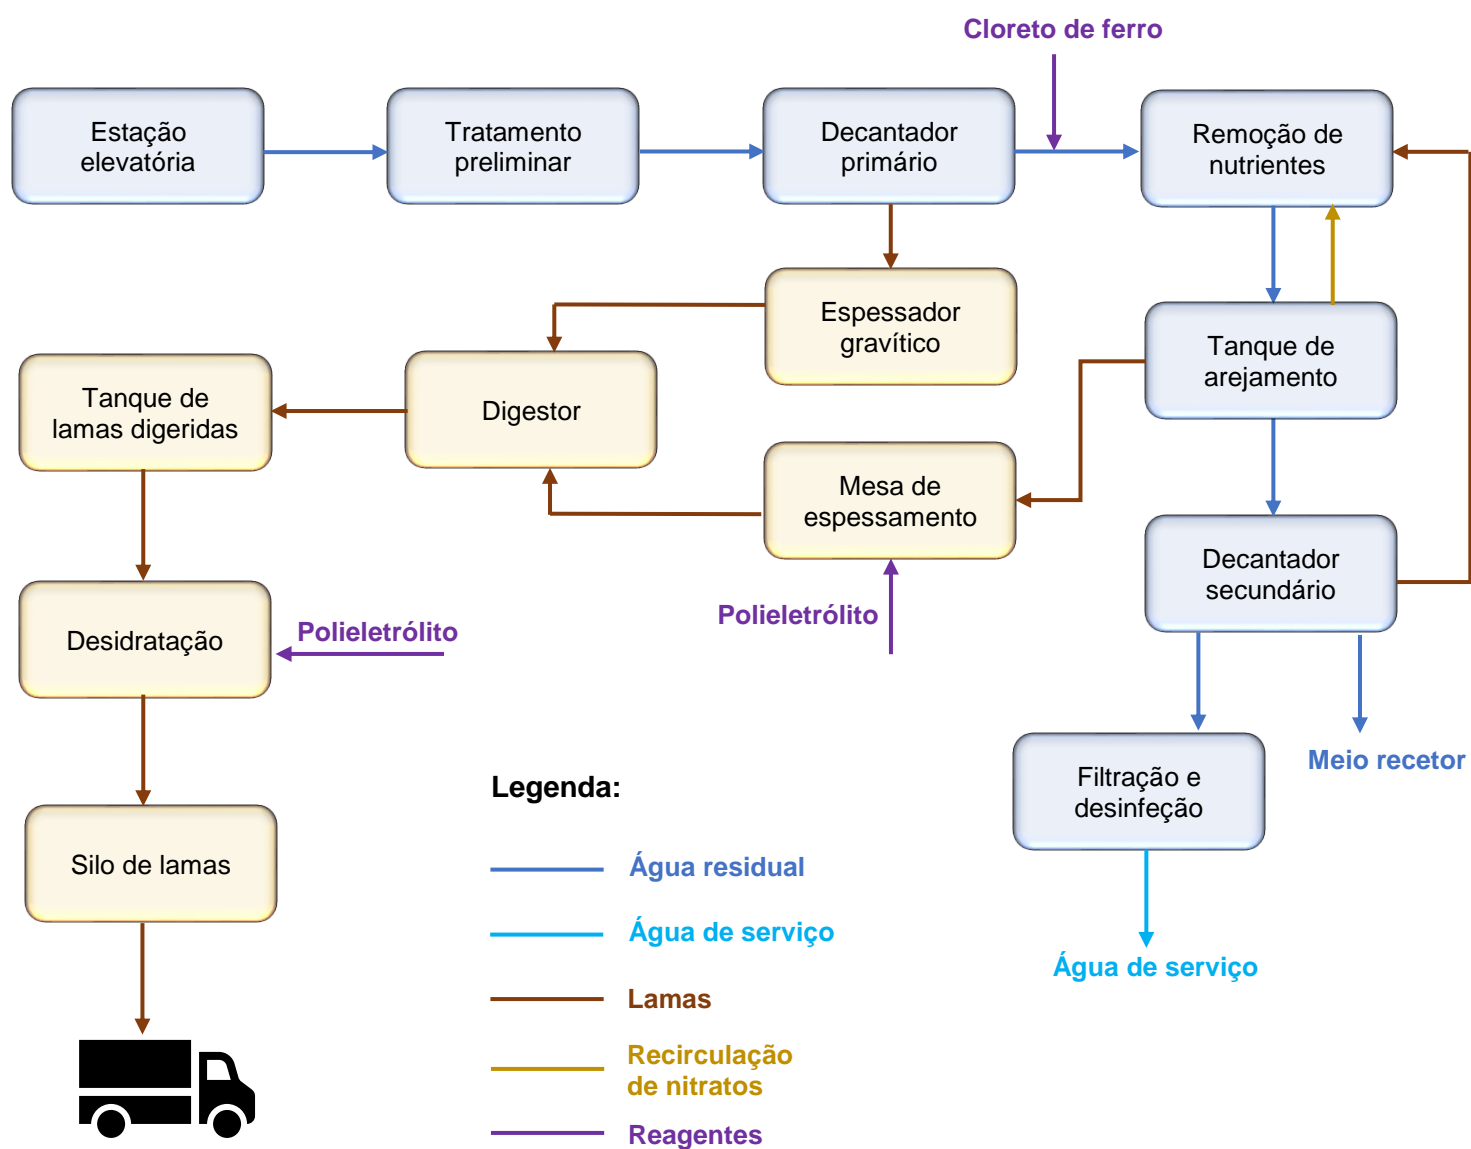 Cloreto de ferro
Estação
elevatória
Tratamento
preliminar
Decantador
primário
Remoção de
nutrientes
Espessador
gravítico
Tanque de
arejamento
Tanque de
lamas digeridas
Digestor
Mesa de
espessamento
Decantador
secundário
Desidratação
Polieletrólito
Polieletrólito
Filtração e
desinfeção
Meio recetor
Silo de lamas
Água de serviço
Legenda:
Água residual
Água de serviço
Lamas
Recirculação
de nitratos
Reagentes